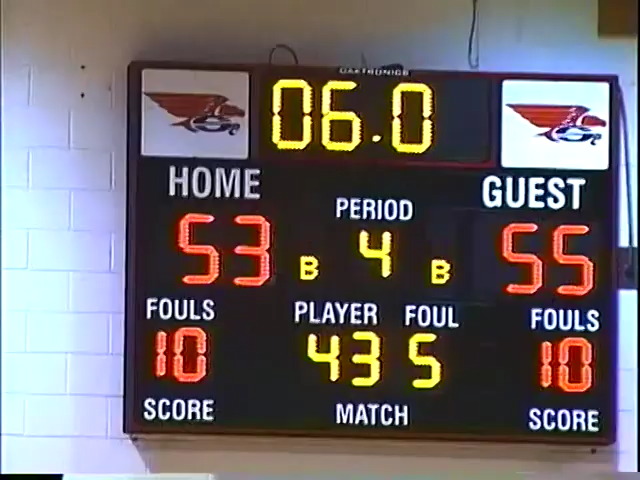 DAKTRONICS
06.0
HOME
GUEST
PERIOD
53 B 4 B 55
FOULS PLAYER FOUL FOULS
10 43 5 10
SCORE MATCH SCORE